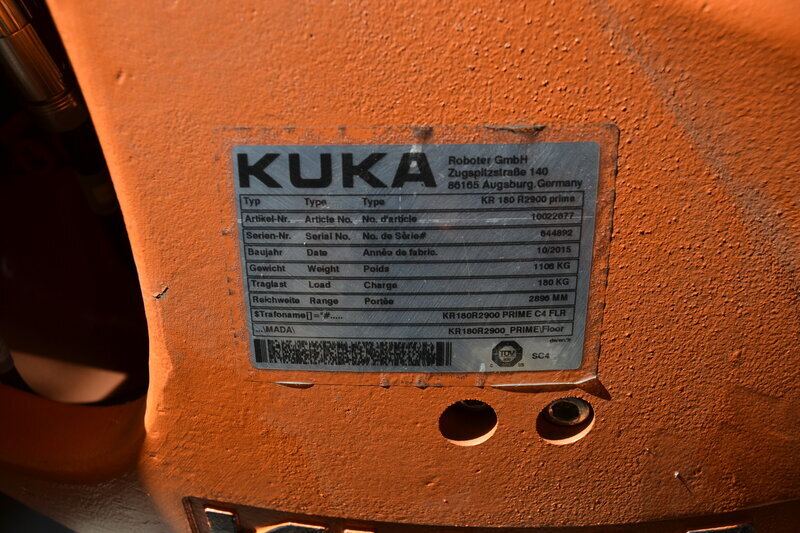 KUKA
Roboter GmbH
Zugspitzstraße 140
86165 Augsburg, Germany
Typ Type Type KR 180 R2900 prime
Artikel-Nr. Article No. No. d'article 10022677
Serien-Nr. Serial No. No. de Série# 644892
Baujahr Date Année de fabric. 10/2015
Gewicht Weight Poids 1106 KG
Traglast Load Charge 180 KG
Reichweite Range Portée 2896 MM
$Trafoname[]="#..... KR180R2900 PRIME C4 FLR
...\MADA\ KR180R2900_PRIME\Floor
TÜV
SC4